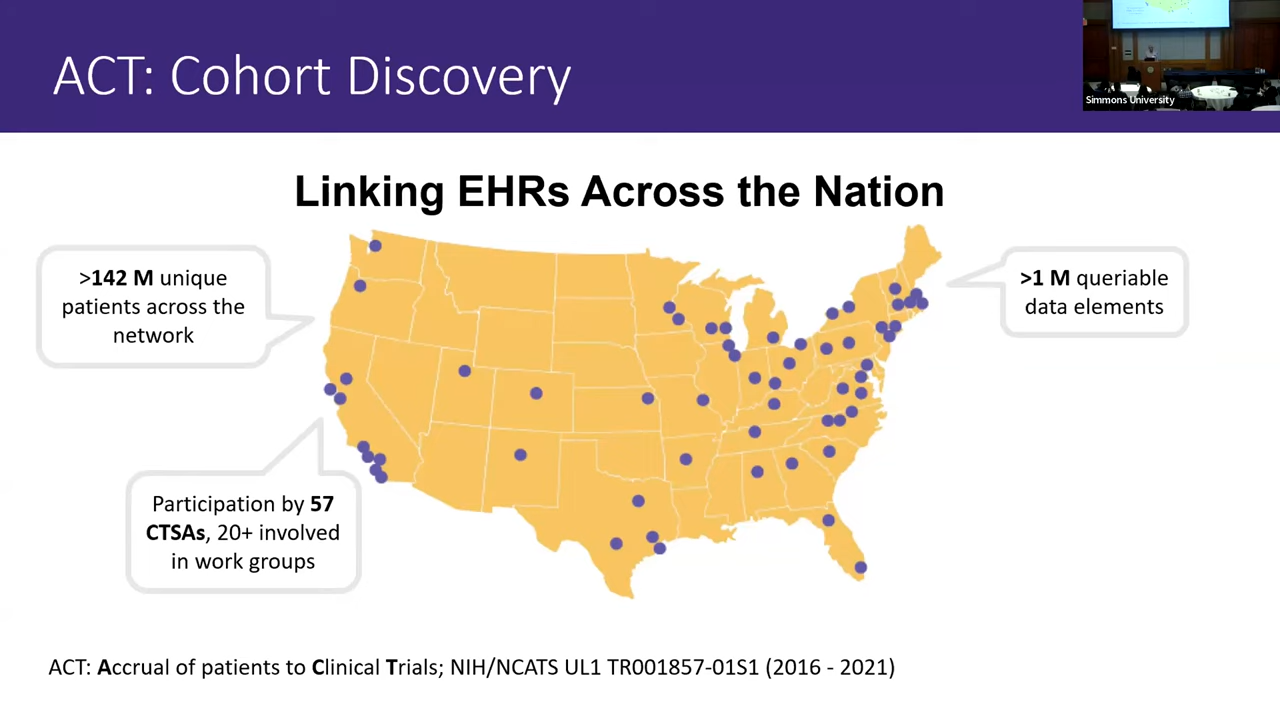 ACT: Cohort Discovery
Simmons University
Linking EHRs Across the Nation
>142 M unique
patients across the
network
>1 M queriable
data elements
Participation by 57
CTSAs, 20+ involved
in work groups
ACT: Accrual of patients to Clinical Trials; NIH/NCATS UL1 TR001857-01S1 (2016 - 2021)